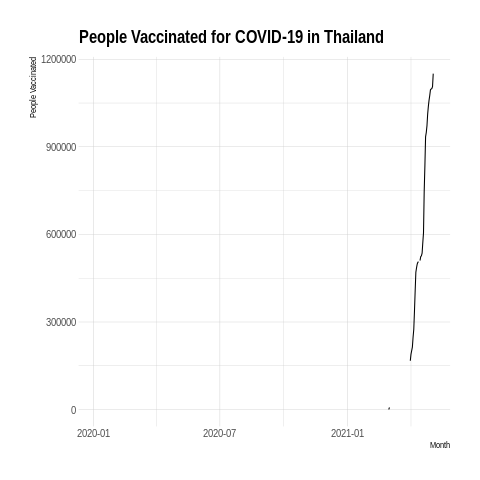 People Vaccinated for COVID-19 in Thailand
People Vaccinated
1200000
900000
600000
300000
0
2020-01
2020-07
2021-01
Month